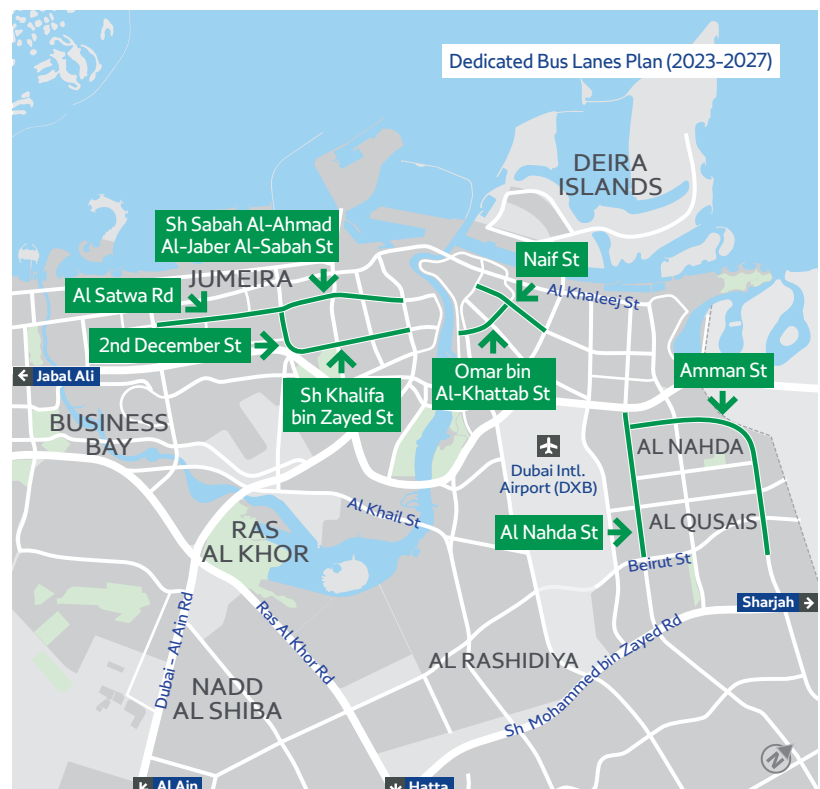 Dedicated Bus Lanes Plan (2023-2027)
DEIRA
ISLANDS
Sh Sabah Al-Ahmad
Al-Jaber Al-Sabah St
Naif St
JUMEIRA
Al Satwa Rd
Al Khaleej St
2nd December St
Omar bin
Al-Khattab St
Amman St
Jabal Ali
Sh Khalifa
bin Zayed St
BUSINESS
BAY
AL NAHDA
Dubai Intl.
Airport (DXB)
Al Khail St
AL QUSAIS
RAS
AL KHOR
Al Nahda St
Beirut St
Sharjah
Dubai - Al Ain Rd
Ras Al Khor Rd
AL RASHIDIYA
Sh Mohammed bin Zayed Rd
NADD
AL SHIBA
N
Al Ain
Hatta